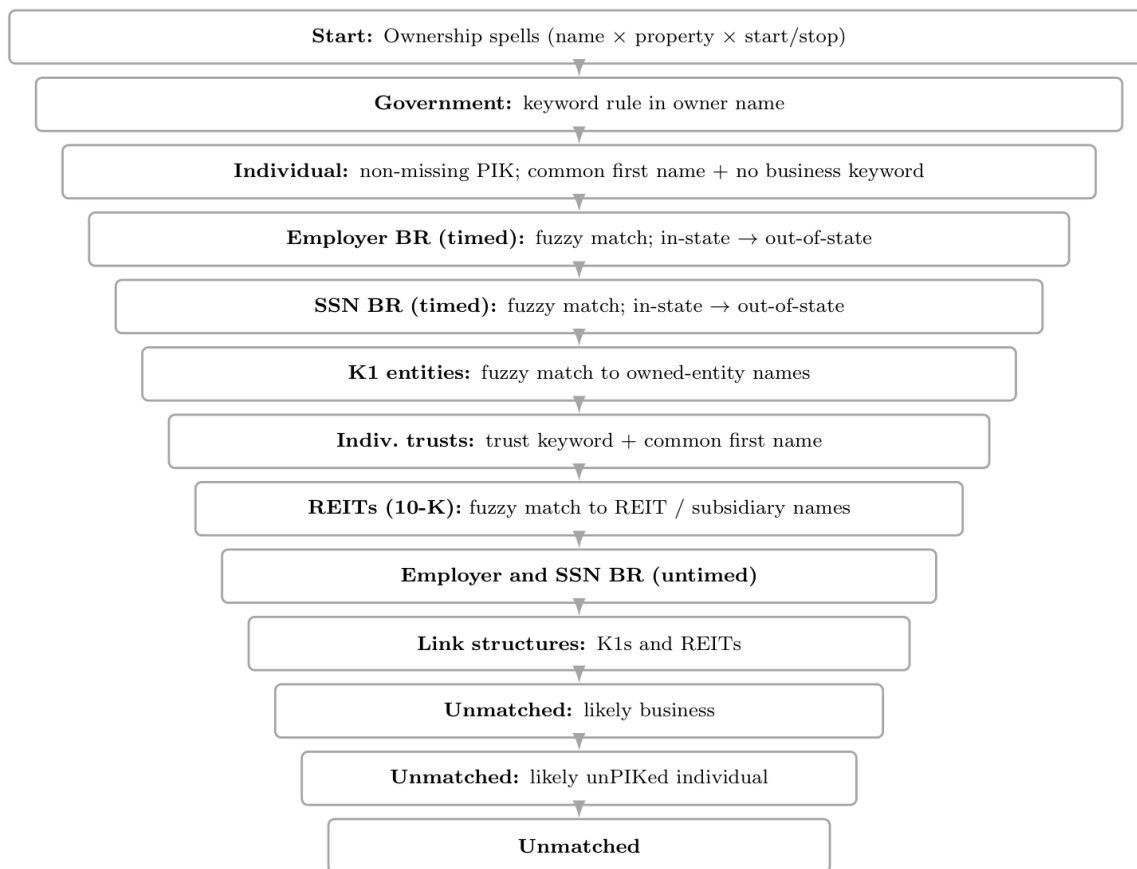 Start: Ownership spells (name × property × start/stop)
Government: keyword rule in owner name
Individual: non-missing PIK; common first name + no business keyword
Employer BR (timed): fuzzy match; in-state → out-of-state
SSN BR (timed): fuzzy match; in-state → out-of-state
K1 entities: fuzzy match to owned-entity names
Indiv. trusts: trust keyword + common first name
REITs (10-K): fuzzy match to REIT / subsidiary names
Employer and SSN BR (untimed)
Link structures: K1s and REITs
Unmatched: likely business
Unmatched: likely unPIKed individual
Unmatched